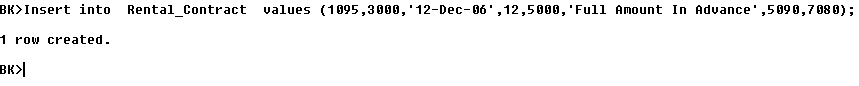 BK>Insert into  Rental_Contract  values (1095,3000,'12-Dec-06',12,5000,'Full Amount In Advance',5090,7080);
1 row created.
BK>